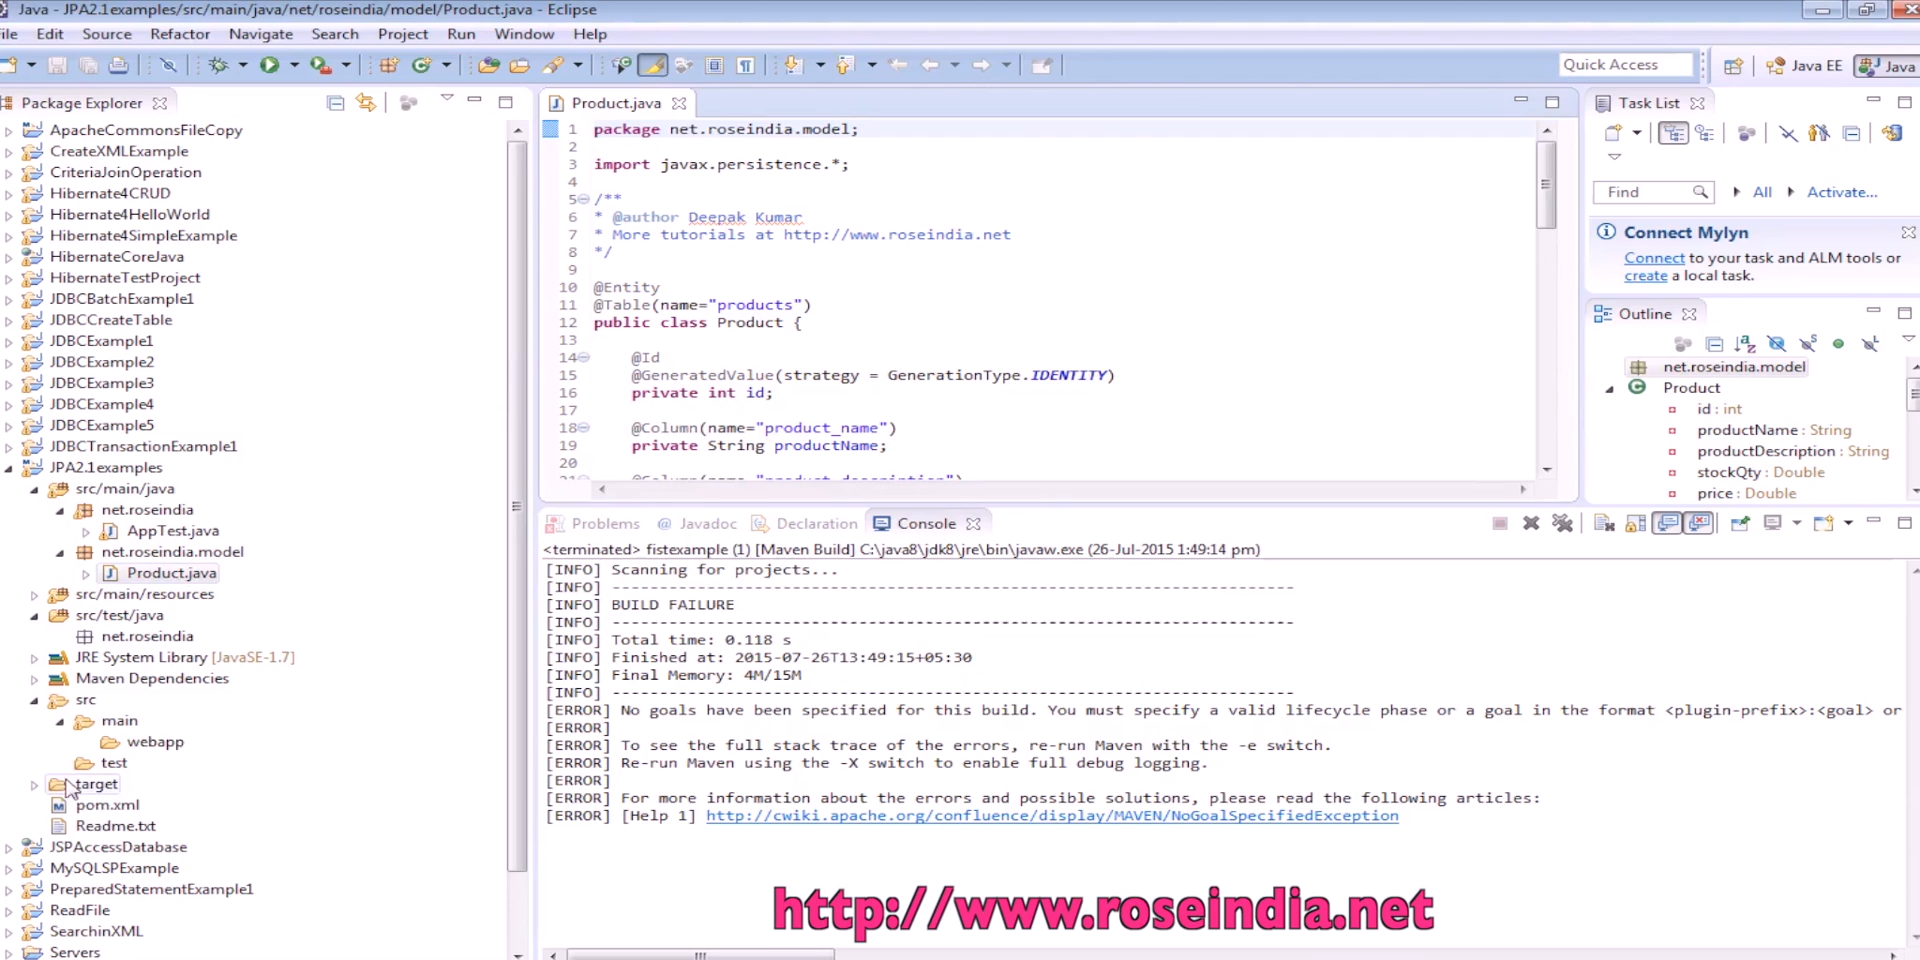 Java - JPA2.1examples/src/main/java/net/roseindia/model/Product.java - Eclipse
File Edit Source Refactor Navigate Search Project Run Window Help
Quick Access
Java EE
Java
Package Explorer
ApacheCommonsFileCopy
CreateXMLExample
CriteriaJoinOperation
Hibernate4CRUD
Hibernate4HelloWorld
Hibernate4SimpleExample
HibernateCoreJava
HibernateTestProject
JDBCBatchExample1
JDBCCreateTable
JDBCExample1
JDBCExample2
JDBCExample3
JDBCExample4
JDBCExample5
JDBCTransactionExample1
JPA2.1examples
src/main/java
net.roseindia
AppTest.java
net.roseindia.model
Product.java
src/main/resources
src/test/java
net.roseindia
JRE System Library [JavaSE-1.7]
Maven Dependencies
src
main
webapp
test
target
pom.xml
Readme.txt
JSPAccessDatabase
MySQLSPExample
PreparedStatementExample1
ReadFile
SearchinXML
Servers
Product.java
1 package net.roseindia.model;
2
3 import javax.persistence.*;
4
5 /**
6 * @author Deepak Kumar
7 * More tutorials at http://www.roseindia.net
8 */
9
10 @Entity
11 @Table(name="products")
12 public class Product {
13
14 @Id
15 @GeneratedValue(strategy = GenerationType.IDENTITY)
16 private int id;
17
18 @Column(name="product_name")
19 private String productName;
20
21 @Column(name="product_description")
Task List
Find
All
Activate...
Connect Mylyn
Connect to your task and ALM tools or
create a local task.
Outline
net.roseindia.model
Product
id : int
productName : String
productDescription : String
stockQty : Double
price : Double
Problems @ Javadoc Declaration Console
<terminated> fistexample (1) [Maven Build] C:\java8\jdk8\jre\bin\javaw.exe (26-Jul-2015 1:49:14 pm)
[INFO] Scanning for projects...
[INFO] ------------------------------------------------------------------------
[INFO] BUILD FAILURE
[INFO] ------------------------------------------------------------------------
[INFO] Total time: 0.118 s
[INFO] Finished at: 2015-07-26T13:49:15+05:30
[INFO] Final Memory: 4M/15M
[INFO] ------------------------------------------------------------------------
[ERROR] No goals have been specified for this build. You must specify a valid lifecycle phase or a goal in the format <plugin-prefix>:<goal> or
[ERROR]
[ERROR] To see the full stack trace of the errors, re-run Maven with the -e switch.
[ERROR] Re-run Maven using the -X switch to enable full debug logging.
[ERROR]
[ERROR] For more information about the errors and possible solutions, please read the following articles:
[ERROR] [Help 1] http://cwiki.apache.org/confluence/display/MAVEN/NoGoalSpecifiedException
http://www.roseindia.net